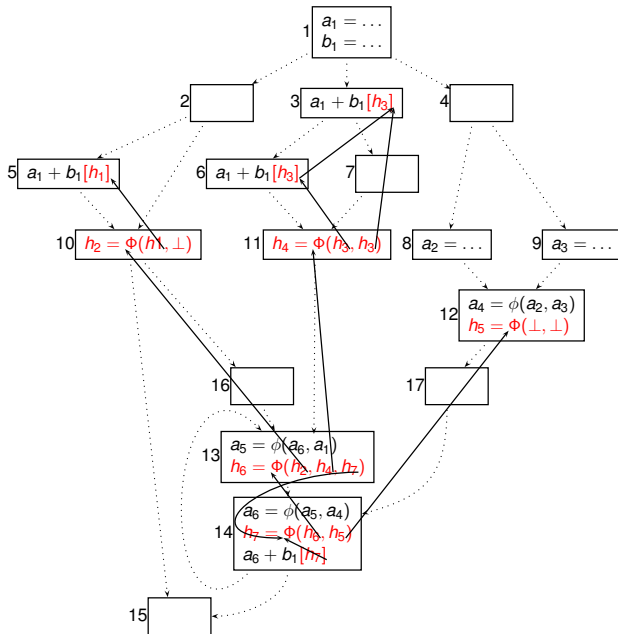 1
a₁ = ...
b₁ = ...
2
3 a₁ + b₁[h₃]
4
5 a₁ + b₁[h₁]
6 a₁ + b₁[h₃]
7
10 h₂ = Φ(h1, ⊥)
11 h₄ = Φ(h₃, h₃)
8 a₂ = ...
9 a₃ = ...
12
a₄ = ϕ(a₂, a₃)
h₅ = Φ(⊥, ⊥)
16
17
13
a₅ = ϕ(a₆, a₁)
h₆ = Φ(h₂, h₄, h₇)
14
a₆ = ϕ(a₅, a₄)
h₇ = Φ(h₆, h₅)
a₆ + b₁[h₇]
15